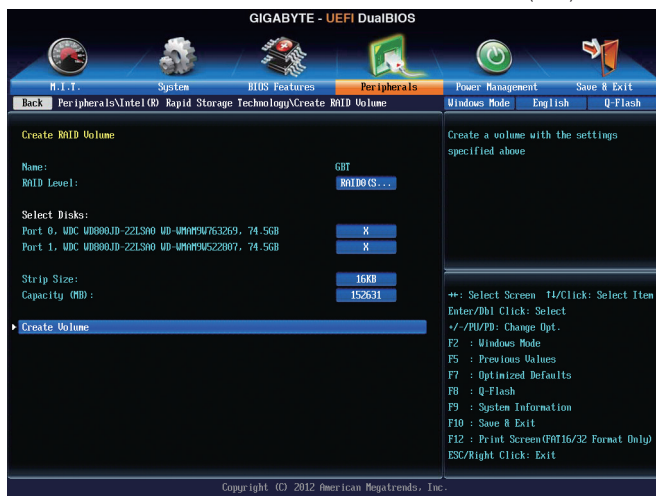 GIGABYTE - UEFI DualBIOS
M.I.T. System BIOS Features Peripherals Power Management Save & Exit
Back Peripherals\Intel(R) Rapid Storage Technology\Create RAID Volume Windows Mode English Q-Flash
Create RAID Volume
Name: GBT
RAID Level: RAID0(S...
Select Disks:
Port 0, WDC WD800JD-22LSA0 WD-WMAM9W763269, 74.5GB X
Port 1, WDC WD800JD-22LSA0 WD-WMAM9W522807, 74.5GB X
Strip Size: 16KB
Capacity (MB): 152631
Create Volume
Create a volume with the settings
specified above
→←: Select Screen ↑↓/Click: Select Item
Enter/Dbl Click: Select
+/-/PU/PD: Change Opt.
F2 : Windows Mode
F5 : Previous Values
F7 : Optimized Defaults
F8 : Q-Flash
F9 : System Information
F10 : Save & Exit
F12 : Print Screen(FAT16/32 Format Only)
ESC/Right Click: Exit
Copyright (C) 2012 American Megatrends, Inc.